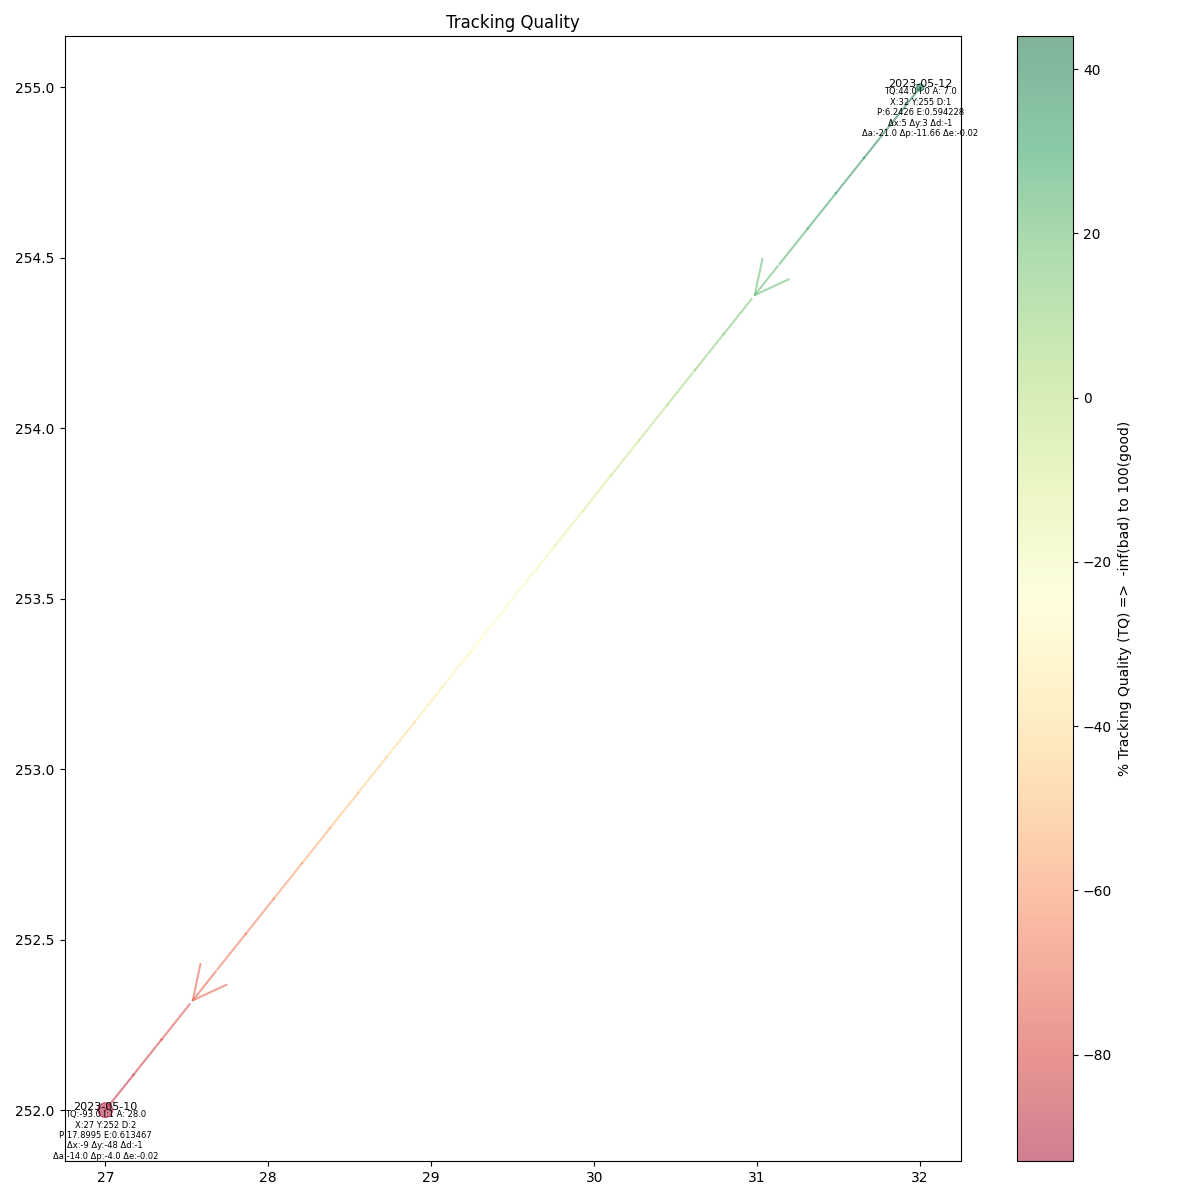 Tracking Quality
255.0
254.5
254.0
253.5
253.0
252.5
252.0
27
28
29
30
31
32
2023-05-12
A: 7.0
X:32 Y:255 D:1
P:6.2426 E:0.594228
Δx:5 Δy:3 Δd:-1
Δa:-21.0 Δp:-11.66 Δe:-0.02
2023-05-10
A: 28.0
X:27 Y:252 D:2
P:17.8995 E:0.613467
Δx:-9 Δy:-48 Δd:-1
Δa:-14.0 Δp:-4.0 Δe:-0.02
40
20
0
−20
−40
−60
−80
% Tracking Quality (TQ) => -inf(bad) to 100(good)